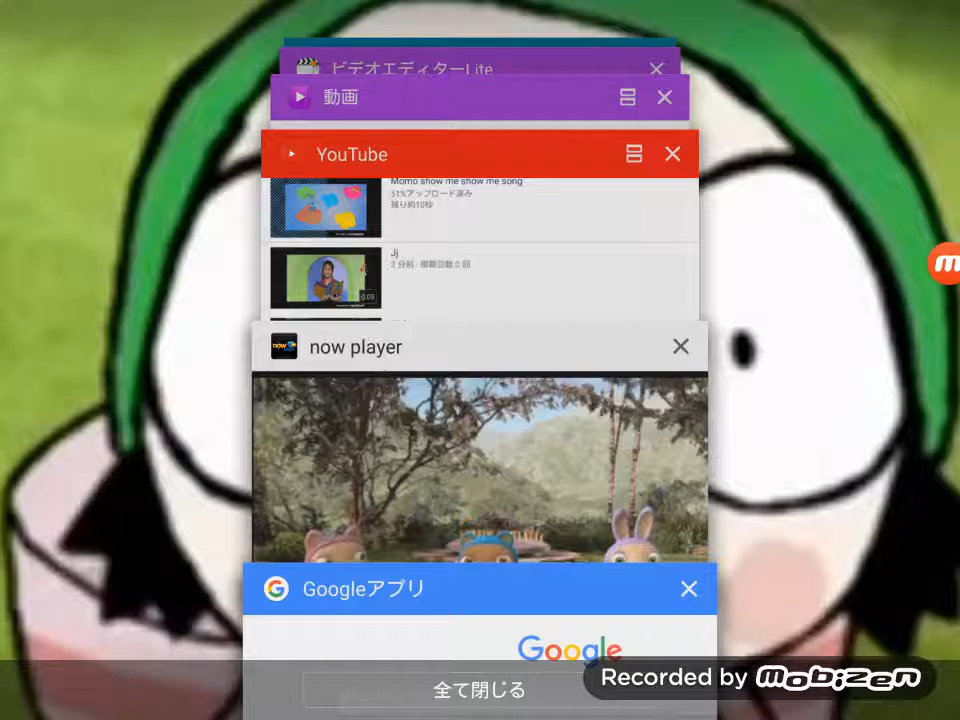 ビデオエディターLite
動画
YouTube
Momo show me show me song
51%アップロード済み
残り約10秒
Jj
2 分前・視聴回数 0 回
0:09
now
now player
Googleアプリ
Google
全て閉じる
Recorded by mobizen